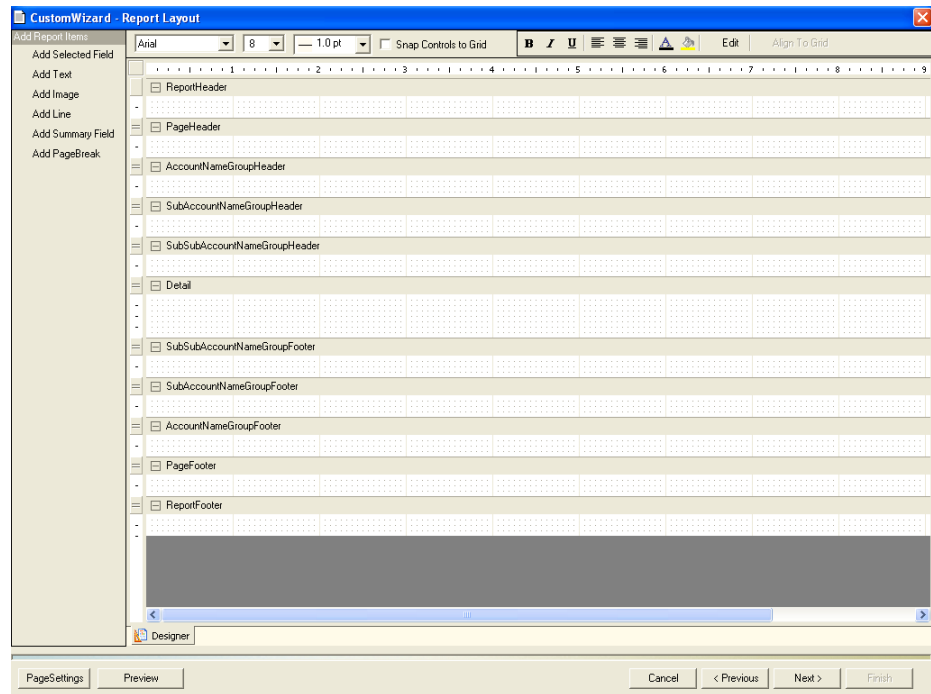 CustomWizard - Report Layout
Add Report Items
Add Selected Field
Add Text
Add Image
Add Line
Add Summary Field
Add PageBreak
Arial 8 1.0 pt Snap Controls to Grid B I U A Edit Align To Grid
1 2 3 4 5 6 7 8 9
ReportHeader
PageHeader
AccountNameGroupHeader
SubAccountNameGroupHeader
SubSubAccountNameGroupHeader
Detail
SubSubAccountNameGroupFooter
SubAccountNameGroupFooter
AccountNameGroupFooter
PageFooter
ReportFooter
Designer
PageSettings Preview Cancel < Previous Next > Finish